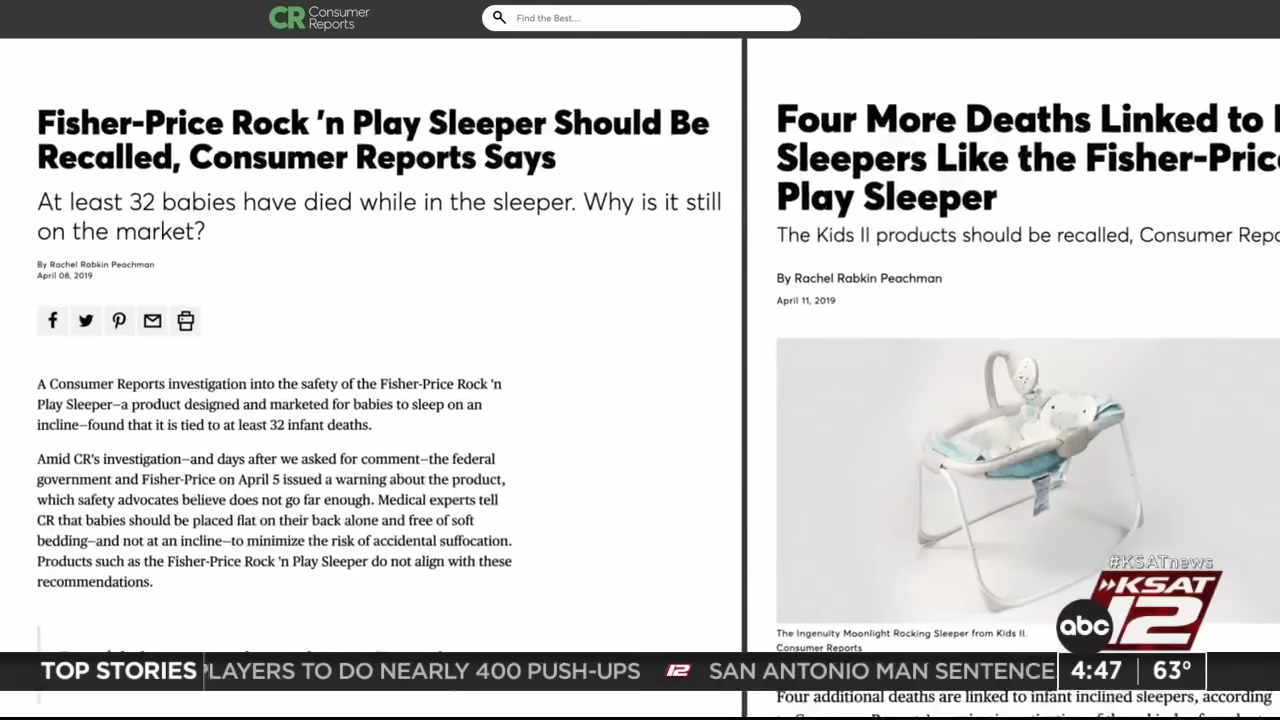 CR Consumer
Reports
Find the Best....
Fisher-Price Rock 'n Play Sleeper Should Be
Recalled, Consumer Reports Says
At least 32 babies have died while in the sleeper. Why is it still
on the market?
By Rachel Rabkin Peachman
April 08, 2019
A Consumer Reports investigation into the safety of the Fisher-Price Rock 'n
Play Sleeper—a product designed and marketed for babies to sleep on an
incline—found that it is tied to at least 32 infant deaths.
Amid CR's investigation—and days after we asked for comment—the federal
government and Fisher-Price on April 5 issued a warning about the product,
which safety advocates believe does not go far enough. Medical experts tell
CR that babies should be placed flat on their back alone and free of soft
bedding—and not at an incline—to minimize the risk of accidental suffocation.
Products such as the Fisher-Price Rock 'n Play Sleeper do not align with these
recommendations.
Four More Deaths Linked to
Sleepers Like the Fisher-Price
Play Sleeper
The Kids II products should be recalled, Consumer Repo
By Rachel Rabkin Peachman
April 11, 2019
The Ingenuity Moonlight Rocking Sleeper from Kids II.
Consumer Reports
Four additional deaths are linked to infant inclined sleepers, according
#KSATnews
KSAT
12
abc
TOP STORIES PLAYERS TO DO NEARLY 400 PUSH-UPS 12 SAN ANTONIO MAN SENTENCE 4:47 63°